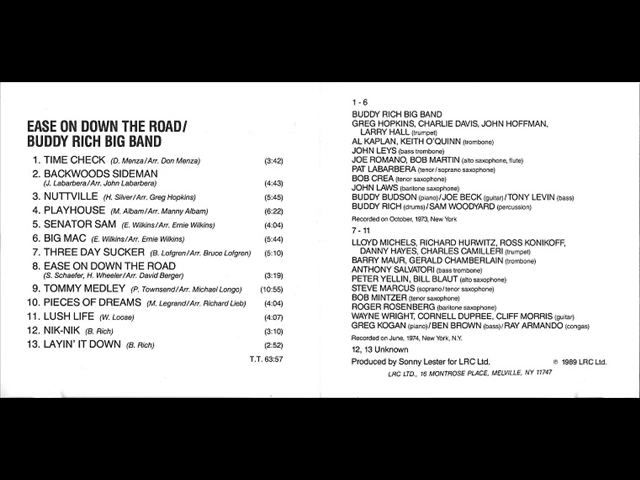 EASE ON DOWN THE ROAD/
BUDDY RICH BIG BAND
1. TIME CHECK (D. Menza/Arr. Don Menza) (3:42)
2. BACKWOODS SIDEMAN
(J. Labarbera/Arr. John Labarbera) (4:43)
3. NUTTVILLE (H. Silver/Arr. Greg Hopkins) (5:45)
4. PLAYHOUSE (M. Albam/Arr. Manny Albam) (6:22)
5. SENATOR SAM (E. Wilkins/Arr. Ernie Wilkins) (4:04)
6. BIG MAC (E. Wilkins/Arr. Ernie Wilkins) (5:44)
7. THREE DAY SUCKER (B. Lofgren/Arr. Bruce Lofgren) (5:10)
8. EASE ON DOWN THE ROAD
(S. Schaefer, H. Wheeler/Arr. David Berger) (3:19)
9. TOMMY MEDLEY (P. Townsend/Arr. Michael Longo) (10:55)
10. PIECES OF DREAMS (M. Legrand/Arr. Richard Lieb) (4:04)
11. LUSH LIFE (W. Loose) (4:07)
12. NIK-NIK (B. Rich) (3:10)
13. LAYIN' IT DOWN (B. Rich) (2:52)
T.T. 63:57
1 - 6
BUDDY RICH BIG BAND
GREG HOPKINS, CHARLIE DAVIS, JOHN HOFFMAN,
LARRY HALL (trumpet)
AL KAPLAN, KEITH O'QUINN (trombone)
JOHN LEYS (bass trombone)
JOE ROMANO, BOB MARTIN (alto saxophone, flute)
PAT LABARBERA (tenor/soprano saxophone)
BOB CREA (tenor saxophone)
JOHN LAWS (baritone saxophone)
BUDDY BUDSON (piano)/JOE BECK (guitar)/TONY LEVIN (bass)
BUDDY RICH (drums)/SAM WOODYARD (percussion)
Recorded on October, 1973, New York
7 - 11
LLOYD MICHELS, RICHARD HURWITZ, ROSS KONIKOFF,
DANNY HAYES, CHARLES CAMILLERI (trumpet)
BARRY MAUR, GERALD CHAMBERLAIN (trombone)
ANTHONY SALVATORI (bass trombone)
PETER YELLIN, BILL BLAUT (alto saxophone)
STEVE MARCUS (soprano/tenor saxophone)
BOB MINTZER (tenor saxophone)
ROGER ROSENBERG (baritone saxophone)
WAYNE WRIGHT, CORNELL DUPREE, CLIFF MORRIS (guitar)
GREG KOGAN (piano)/BEN BROWN (bass)/RAY ARMANDO (congas)
Recorded on June, 1974, New York, N.Y.
12, 13 Unknown
Produced by Sonny Lester for LRC Ltd. ℗ 1989 LRC Ltd.
LRC LTD., 16 MONTROSE PLACE, MELVILLE, NY 11747